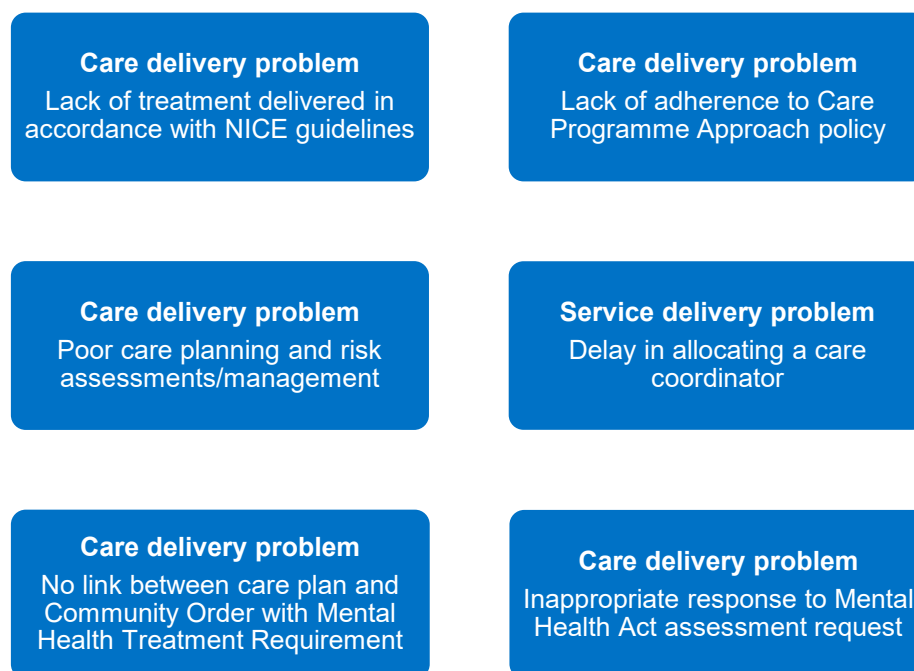 Care delivery problem
Lack of treatment delivered in
accordance with NICE guidelines
Care delivery problem
Lack of adherence to Care
Programme Approach policy
Care delivery problem
Poor care planning and risk
assessments/management
Service delivery problem
Delay in allocating a care
coordinator
Care delivery problem
No link between care plan and
Community Order with Mental
Health Treatment Requirement
Care delivery problem
Inappropriate response to Mental
Health Act assessment request